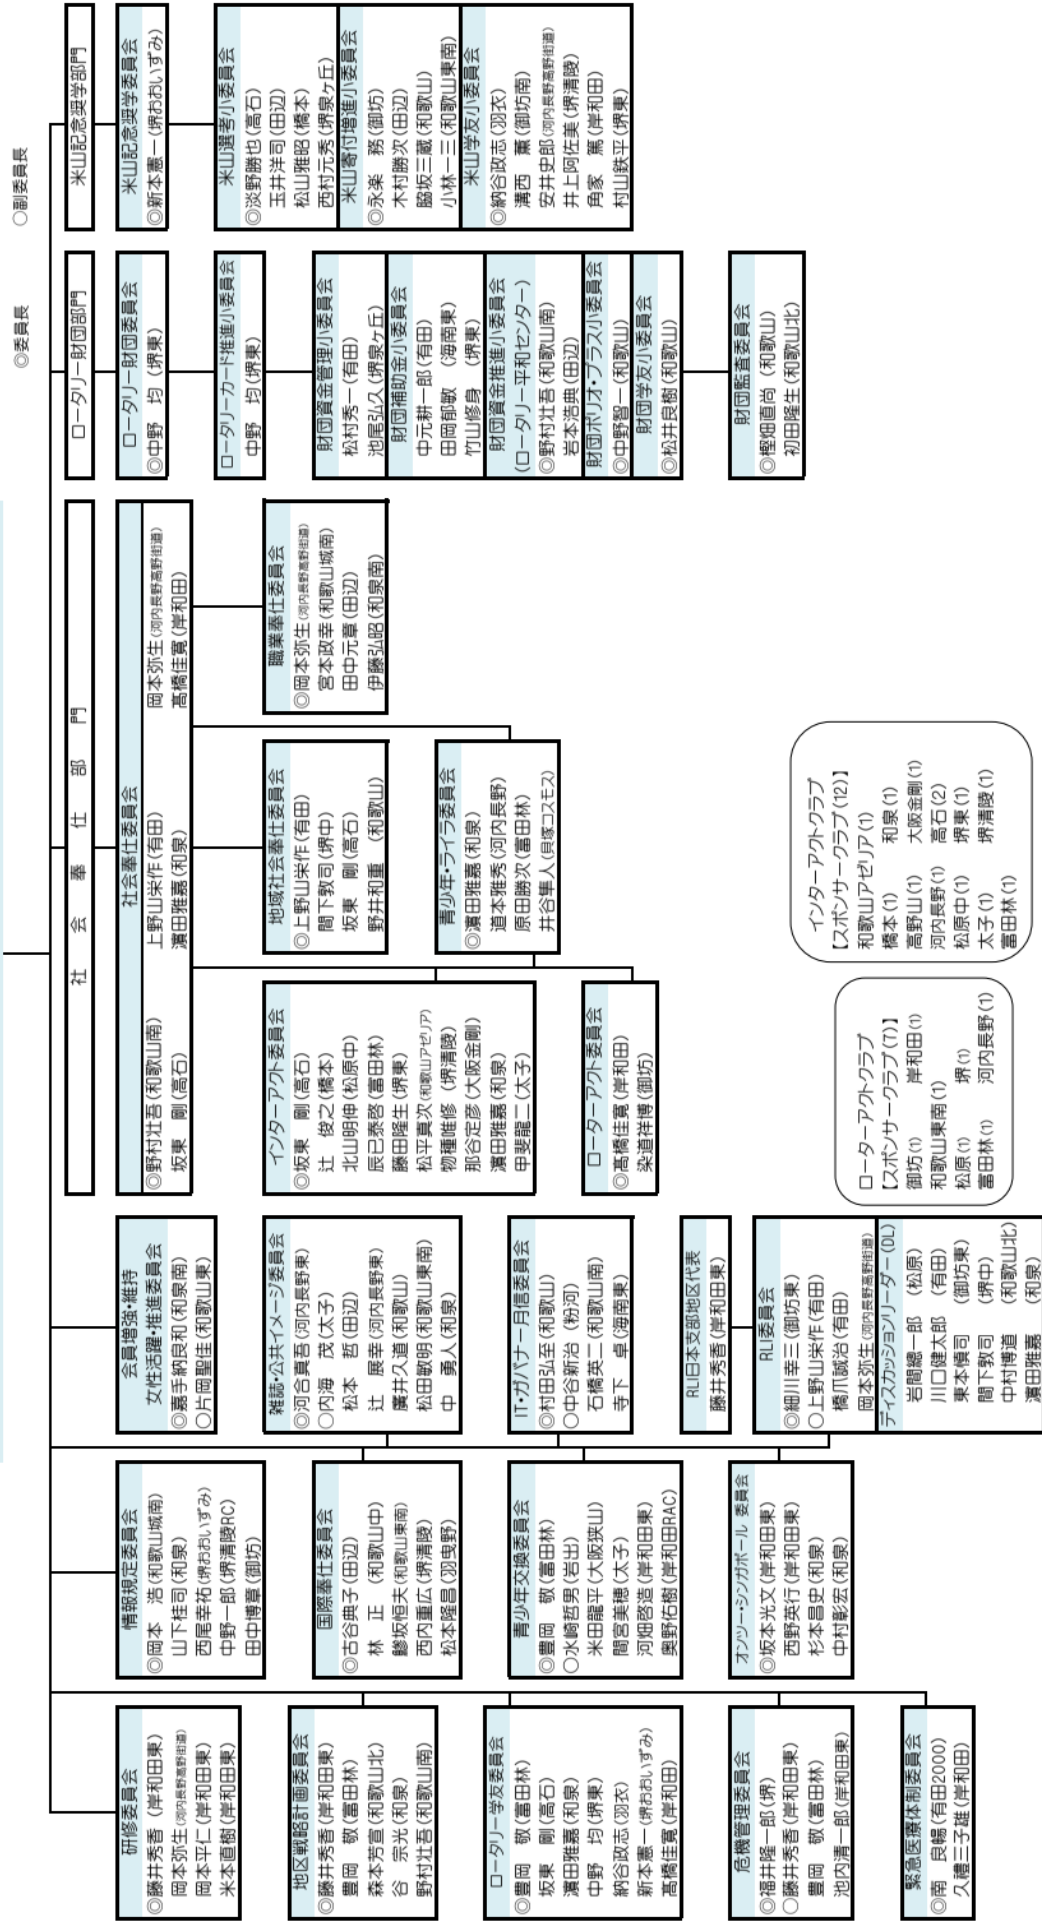 ◎委員長　○副委員長
研修委員会
◎藤井秀香（岸和田東）
岡本弥生（河内長野高野街道）
岡本平仁（岸和田東）
米本直樹（岸和田東）
地区戦略計画委員会
◎藤井秀香（岸和田東）
豊岡　敬（富田林）
森本芳宣（和歌山北）
谷　宗光（和泉）
野村壮吾（和歌山南）
ロータリー学友委員会
◎豊岡　敬（富田林）
坂東　剛（高石）
濵田雅嘉（和泉）
中野　均（堺東）
納谷政志（羽衣）
新本憲一（堺おおいずみ）
髙橋佳寛（岸和田）
危機管理委員会
◎福井隆一郎（堺）
○藤井秀香（岸和田東）
豊岡　敬（富田林）
池内清一郎（岸和田東）
緊急医療体制委員会
◎南　良暢（有田2000）
久禮三子雄（岸和田）
情報規定委員会
◎岡本　浩（和歌山城南）
山下桂司（和泉）
西尾幸祐（堺おおいずみ）
中野一郎（堺清陵RC）
田中博章（御坊）
国際奉仕委員会
◎古谷典子（田辺）
林　正　（和歌山中）
鰺坂恒夫（和歌山東南）
西内重広（堺清陵）
松本隆昌（羽曳野）
青少年交換委員会
◎豊岡　敬（富田林）
○水崎哲男（岩出）
米田龍平（大阪狭山）
間宮美穂（太子）
河畑啓造（岸和田東）
奥野佑樹（岸和田RAC）
オンツー・シンガポール 委員会
◎坂本光文（岸和田東）
西野英行（岸和田東）
杉本昌史（和泉）
中村彰宏（和泉）
会員増強・維持
女性活躍・推進委員会
◎嘉手納良和（和泉南）
○片岡聖佳（和歌山東）
雑誌・公共イメージ委員会
◎河合真吾（河内長野東）
○内海　茂（太子）
松本　哲（田辺）
辻　展幸（河内長野東）
廣井久道（和歌山）
松田敏明（和歌山東南）
中　勇人（和泉）
IT・ガバナー月信委員会
◎村田弘至（和歌山）
○中谷新治（粉河）
石橋英二（和歌山南）
寺下　卓（海南東）
RLI日本支部地区代表
藤井秀香（岸和田東）
RLI委員会
◎細川幸三（御坊東）
○上野山栄作（有田）
橋爪誠治（有田）
岡本弥生（河内長野高野街道）
ディスカッションリーダー（DL）
岩間總一郎　（松原）
川口健太郎　（有田）
東本愼司　（御坊東）
間下敦司　（堺中）
中村博道　（和歌山北）
濵田雅嘉　（和泉）
社会奉仕部門
社会奉仕委員会
◎野村壮吾（和歌山南）　上野山栄作（有田）　岡本弥生（河内長野高野街道）
坂東　剛（高石）　濵田雅嘉（和泉）　髙橋佳寛（岸和田）
インターアクト委員会
◎坂東　剛（高石）
辻　俊之（橋本）
北山明伸（松原中）
辰已泰啓（富田林）
藤田隆生（堺東）
松平真次（和歌山アゼリア）
物種唯修（堺清陵）
那谷定彦（大阪金剛）
濵田雅嘉（和泉）
甲斐龍二（太子）
ローターアクト委員会
◎髙橋佳寛（岸和田）
染道祥博（御坊）
地域社会奉仕委員会
◎上野山栄作（有田）
間下敦司（堺中）
坂東　剛（高石）
野井和重　（和歌山）
青少年・ライラ委員会
◎濵田雅嘉（和泉）
道本雅秀（河内長野）
原田勝次（富田林）
井谷隼人（貝塚コスモス）
職業奉仕委員会
◎岡本弥生（河内長野高野街道）
宮本政幸（和歌山城南）
田中元章（田辺）
伊藤弘昭（和泉南）
ローターアクトクラブ
【スポンサークラブ(7)】
御坊(1)　岸和田(1)
和歌山東南(1)
松原(1)　堺(1)
富田林(1)　河内長野(1)
インターアクトクラブ
【スポンサークラブ(12)】
和歌山アゼリア(1)
橋本(1)　和泉(1)
高野山(1)　大阪金剛(1)
河内長野(1)　高石(2)
松原中(1)　堺東(1)
太子(1)　堺清陵(1)
富田林(1)
ロータリー財団部門
ロータリー財団委員会
◎中野　均（堺東）
ロータリーカード推進小委員会
中野　均（堺東）
財団資金管理小委員会
松村秀一（有田）
池尾弘久（堺泉ヶ丘）
財団補助金小委員会
中元耕一郎（有田）
田岡郁敏　（海南東）
竹山修身　（堺東）
財団資金推進小委員会
（ロータリー平和センター）
◎野村壮吾（和歌山南）
岩本浩典（田辺）
財団ポリオ・プラス小委員会
◎中野智一（和歌山）
財団学友小委員会
◎松井良樹（和歌山）
財団監査委員会
◎樫畑直尚（和歌山）
初田隆生（和歌山北）
米山記念奨学部門
米山記念奨学委員会
◎新本憲一（堺おおいずみ）
米山選考小委員会
◎淡野勝也（高石）
玉井洋司（田辺）
松山雅昭（橋本）
西村元秀（堺泉ヶ丘）
米山寄付増進小委員会
◎永楽　務（御坊）
木村勝次（田辺）
脇坂三蔵（和歌山）
小林一三（和歌山東南）
米山学友小委員会
◎納谷政志（羽衣）
溝西　薫（御坊南）
安井史郎（河内長野高野街道）
井上阿佐美（堺清陵）
角家　篤（岸和田）
村山鉄平（堺東）